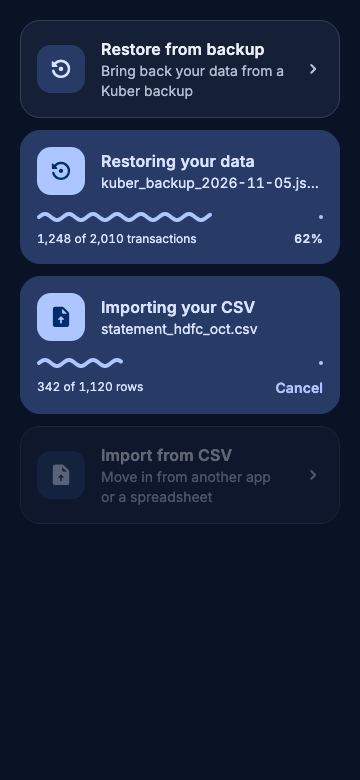 Restore from backup
Bring back your data from a
Kuber backup
Restoring your data
kuber_backup_2026-11-05.js...
1,248 of 2,010 transactions
62%
Importing your CSV
statement_hdfc_oct.csv
342 of 1,120 rows
Cancel
Import from CSV
Move in from another app
or a spreadsheet